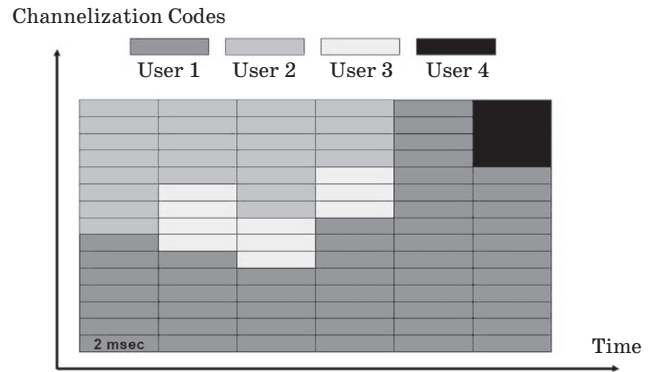 Channelization Codes
User 1 User 2 User 3 User 4
2 msec
Time